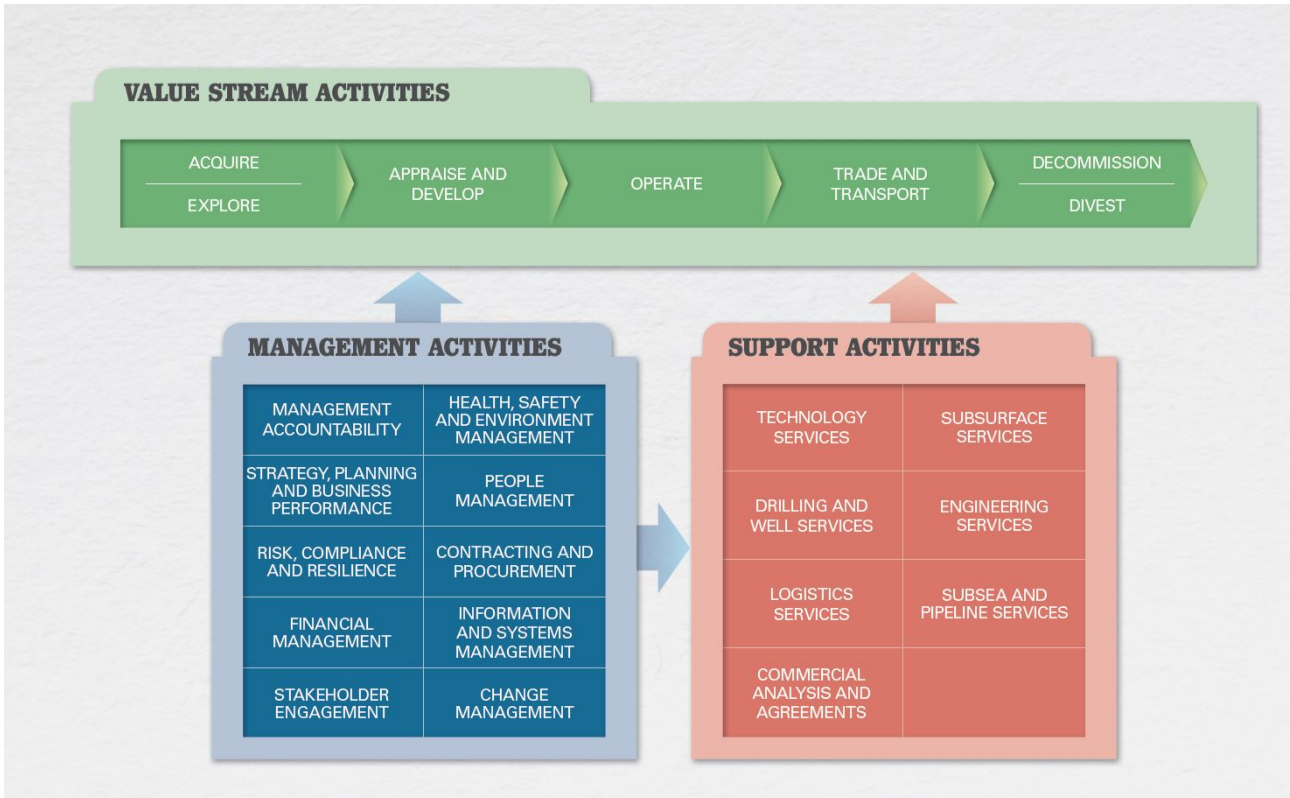 VALUE STREAM ACTIVITIES
ACQUIRE
EXPLORE
APPRAISE AND
DEVELOP
OPERATE
TRADE AND
TRANSPORT
DECOMMISSION
DIVEST
MANAGEMENT ACTIVITIES
MANAGEMENT
ACCOUNTABILITY
HEALTH, SAFETY
AND ENVIRONMENT
MANAGEMENT
STRATEGY, PLANNING
AND BUSINESS
PERFORMANCE
PEOPLE
MANAGEMENT
RISK, COMPLIANCE
AND RESILIENCE
CONTRACTING AND
PROCUREMENT
FINANCIAL
MANAGEMENT
INFORMATION
AND SYSTEMS
MANAGEMENT
STAKEHOLDER
ENGAGEMENT
CHANGE
MANAGEMENT
SUPPORT ACTIVITIES
TECHNOLOGY
SERVICES
SUBSURFACE
SERVICES
DRILLING AND
WELL SERVICES
ENGINEERING
SERVICES
LOGISTICS
SERVICES
SUBSEA AND
PIPELINE SERVICES
COMMERCIAL
ANALYSIS AND
AGREEMENTS